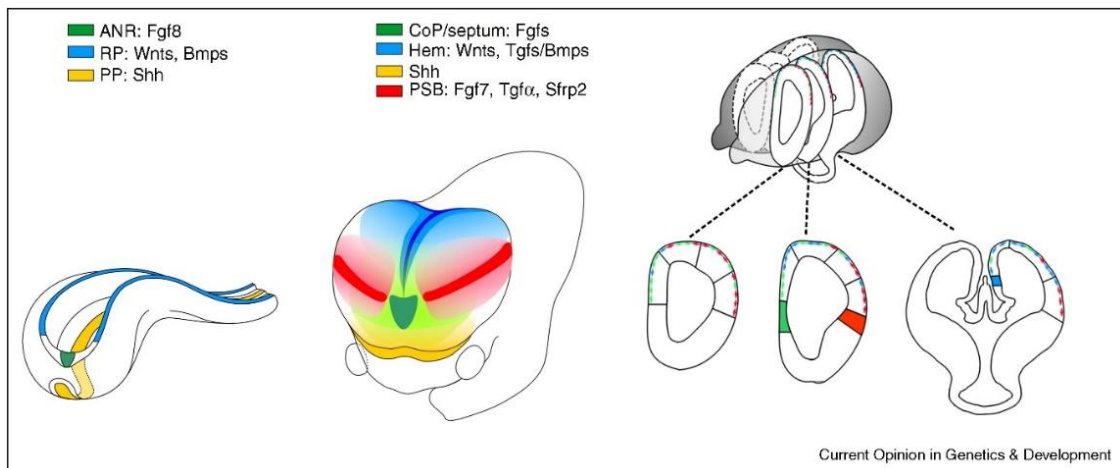 ANR: Fgf8
RP: Wnts, Bmps
PP: Shh
CoP/septum: Fgfs
Hem: Wnts, Tgfs/Bmps
Shh
PSB: Fgf7, Tgfα, Sfrp2
Current Opinion in Genetics & Development